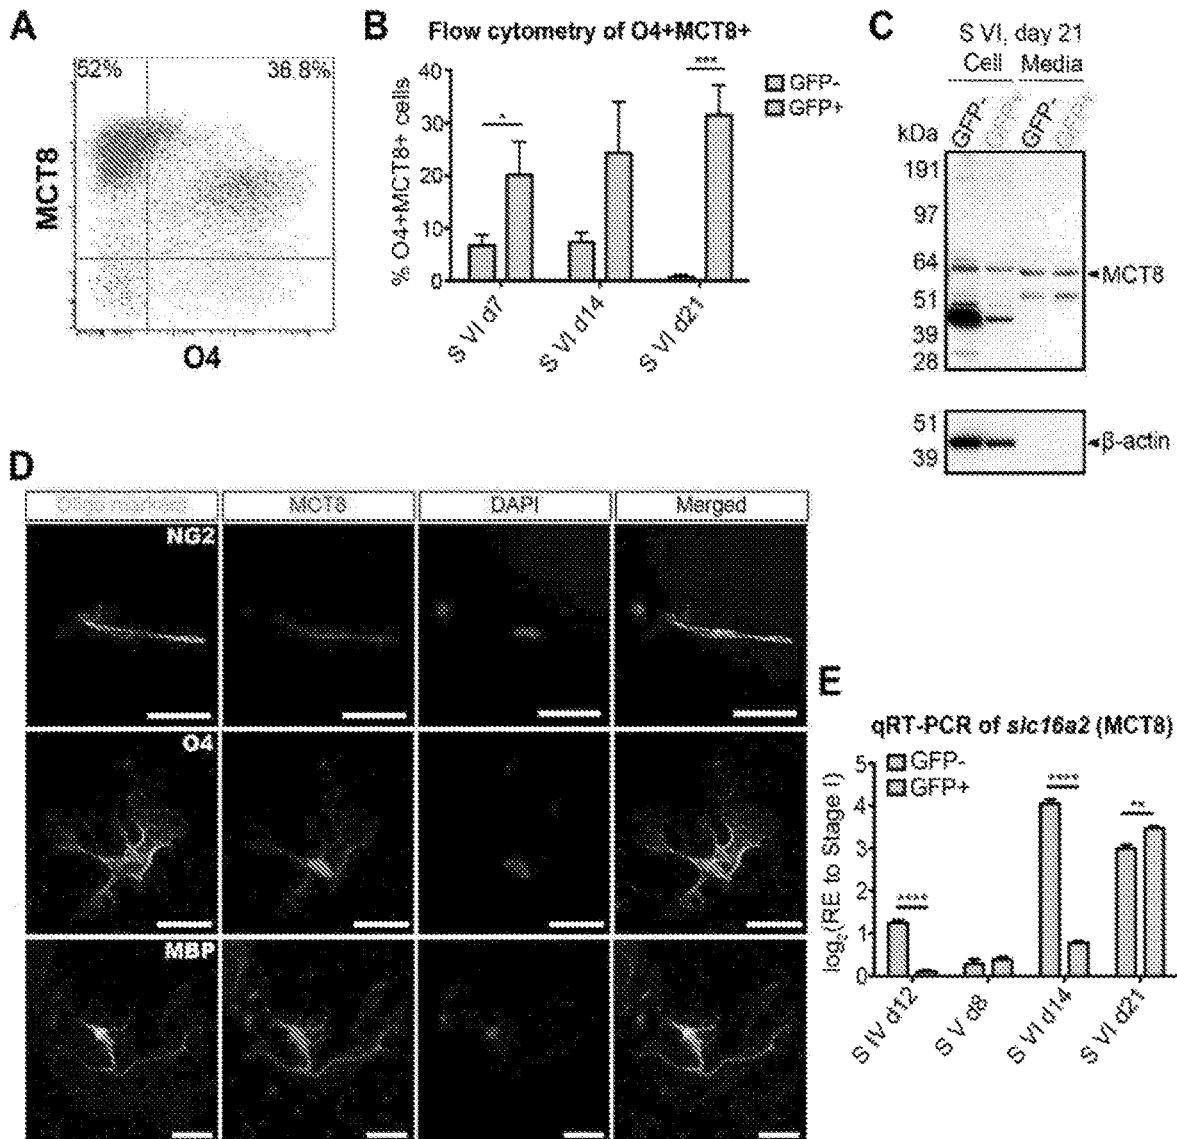 A
52%
36.8%
MCT8
O4
B
Flow cytometry of O4+MCT8+
% O4+MCT8+ cells
40
30
20
10
0
*
***
GFP-
GFP+
S VI d7
S VI d14
S VI d21
C
S VI, day 21
Cell Media
GFP-
GFP-
kDa
191
97
64
51
39
28
MCT8
51
39
β-actin
D
MCT8
DAPI
Merged
NG2
O4
MBP
E
qRT-PCR of slc16a2 (MCT8)
log₂(RE to Stage I)
5
4
3
2
1
0
GFP-
GFP+
****
****
**
S IV d12
S V d8
S VI d14
S VI d21